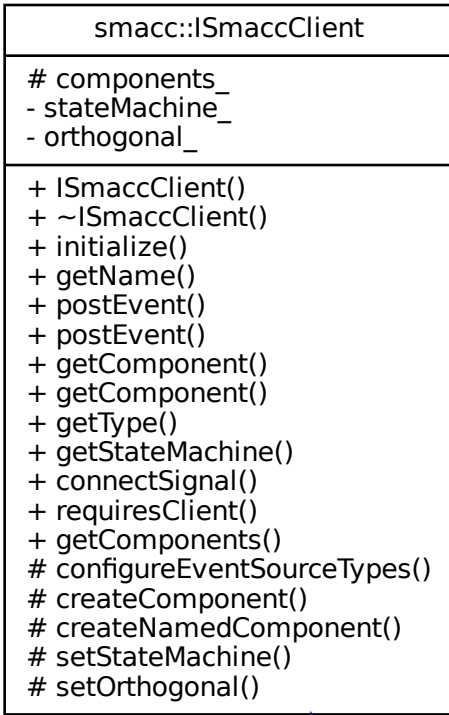 smacc::ISmaccClient
# components_
- stateMachine_
- orthogonal_
+ ISmaccClient()
+ ~ISmaccClient()
+ initialize()
+ getName()
+ postEvent()
+ postEvent()
+ getComponent()
+ getComponent()
+ getType()
+ getStateMachine()
+ connectSignal()
+ requiresClient()
+ getComponents()
# configureEventSourceTypes()
# createComponent()
# createNamedComponent()
# setStateMachine()
# setOrthogonal()